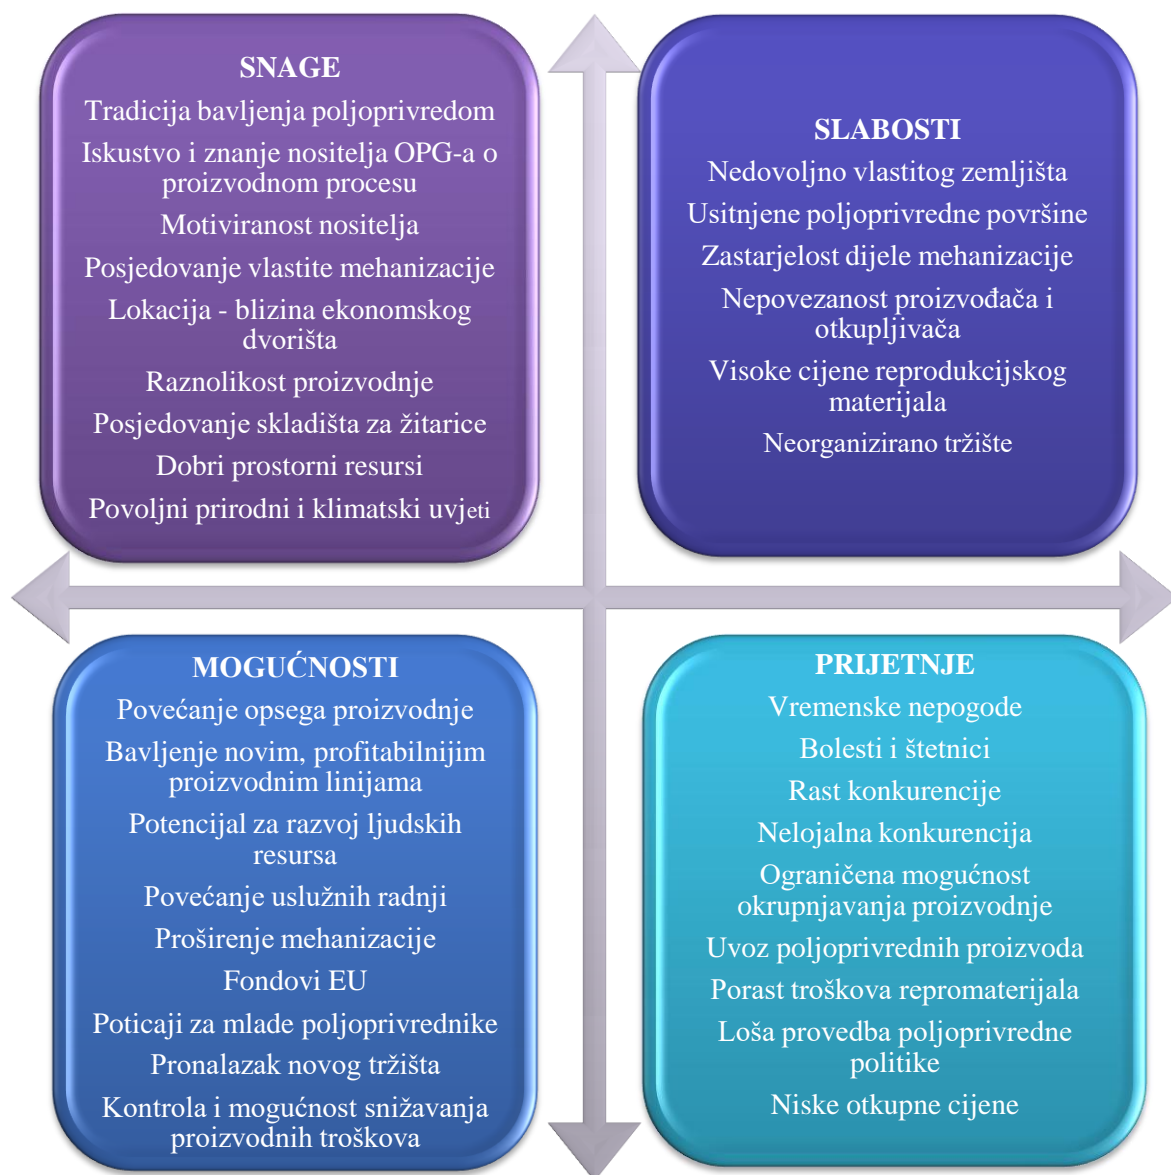 SNAGE
Tradicija bavljenja poljoprivredom
Iskustvo i znanje nositelja OPG-a o
proizvodnom procesu
Motiviranost nositelja
Posjedovanje vlastite mehanizacije
Lokacija - blizina ekonomskog
dvorišta
Raznolikost proizvodnje
Posjedovanje skladišta za žitarice
Dobri prostorni resursi
Povoljni prirodni i klimatski uvjeti
SLABOSTI
Nedovoljno vlastitog zemljišta
Usitnjene poljoprivredne površine
Zastarjelost dijele mehanizacije
Nepovezanost proizvođača i
otkupljivača
Visoke cijene reprodukcijskog
materijala
Neorganizirano tržište
MOGUĆNOSTI
Povećanje opsega proizvodnje
Bavljenje novim, profitabilnijim
proizvodnim linijama
Potencijal za razvoj ljudskih
resursa
Povećanje uslužnih radnji
Proširenje mehanizacije
Fondovi EU
Poticaji za mlade poljoprivrednike
Pronalazak novog tržišta
Kontrola i mogućnost snižavanja
proizvodnih troškova
PRIJETNJE
Vremenske nepogode
Bolesti i štetnici
Rast konkurencije
Nelojalna konkurencija
Ograničena mogućnost
okrupnjavanja proizvodnje
Uvoz poljoprivrednih proizvoda
Porast troškova repromaterijala
Loša provedba poljoprivredne
politike
Niske otkupne cijene